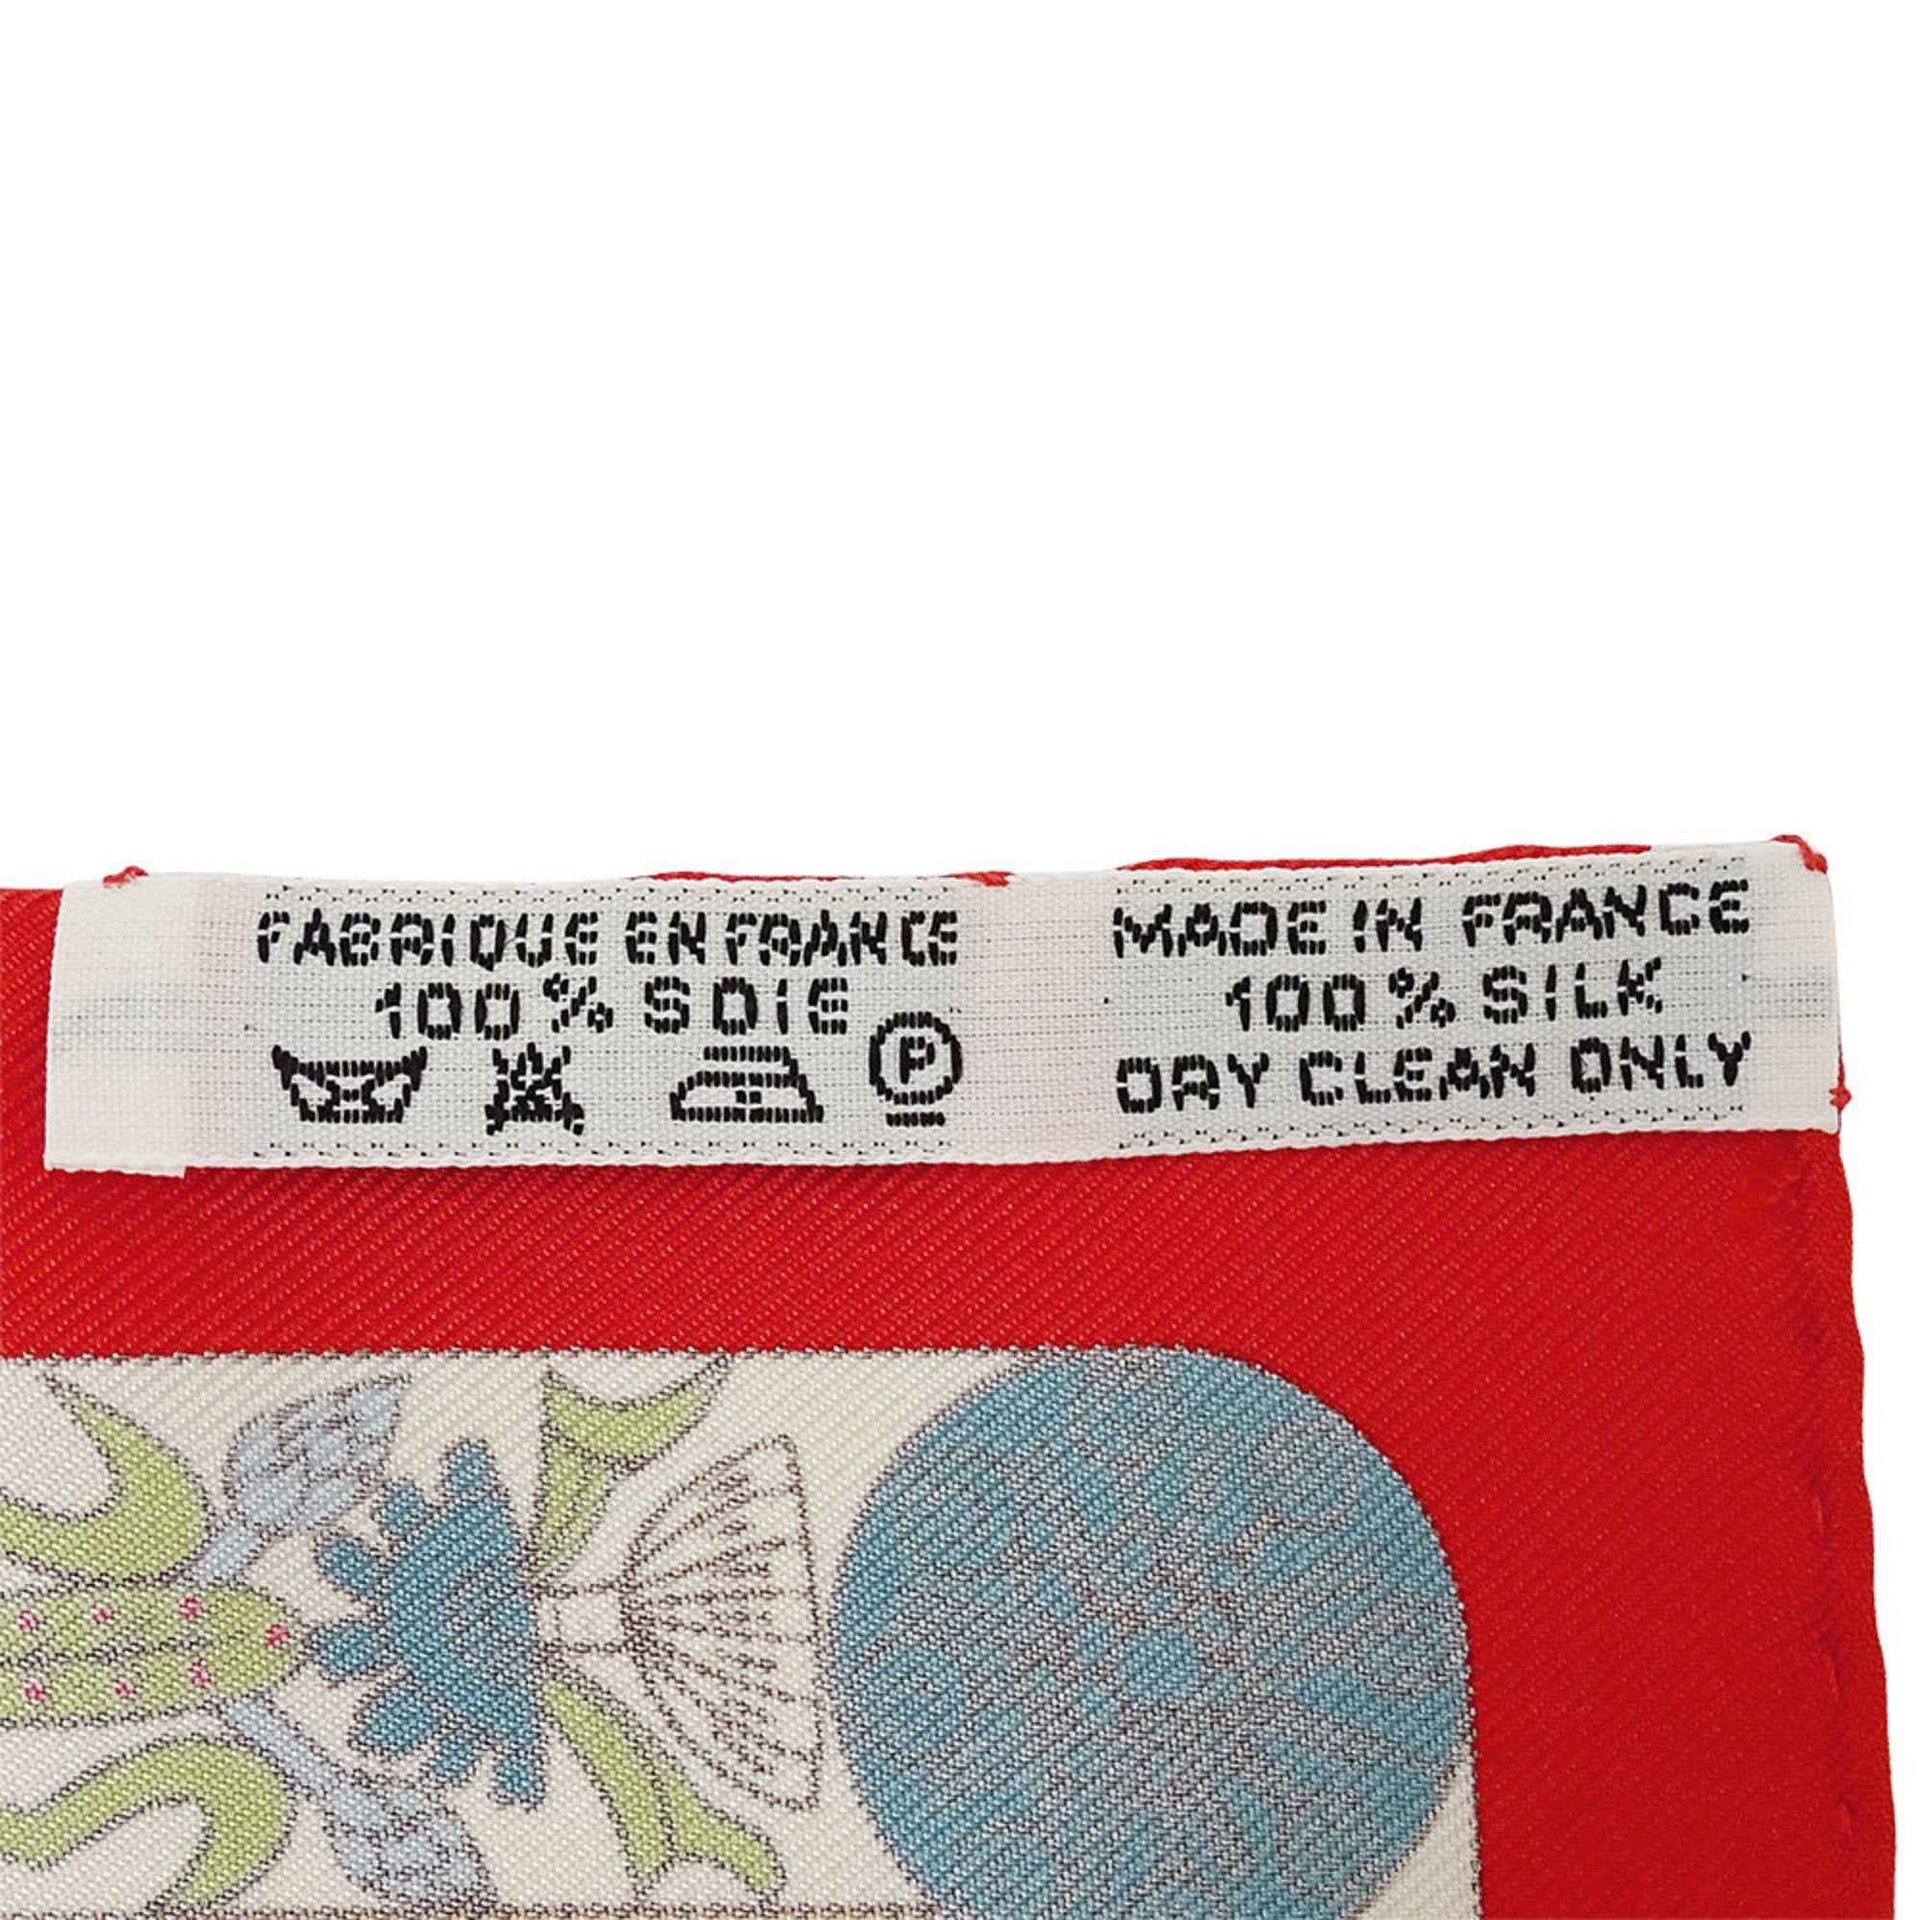 FABRIQUE EN FRANCE
100% SOIE
P
MADE IN FRANCE
100% SILK
DRY CLEAN ONLY